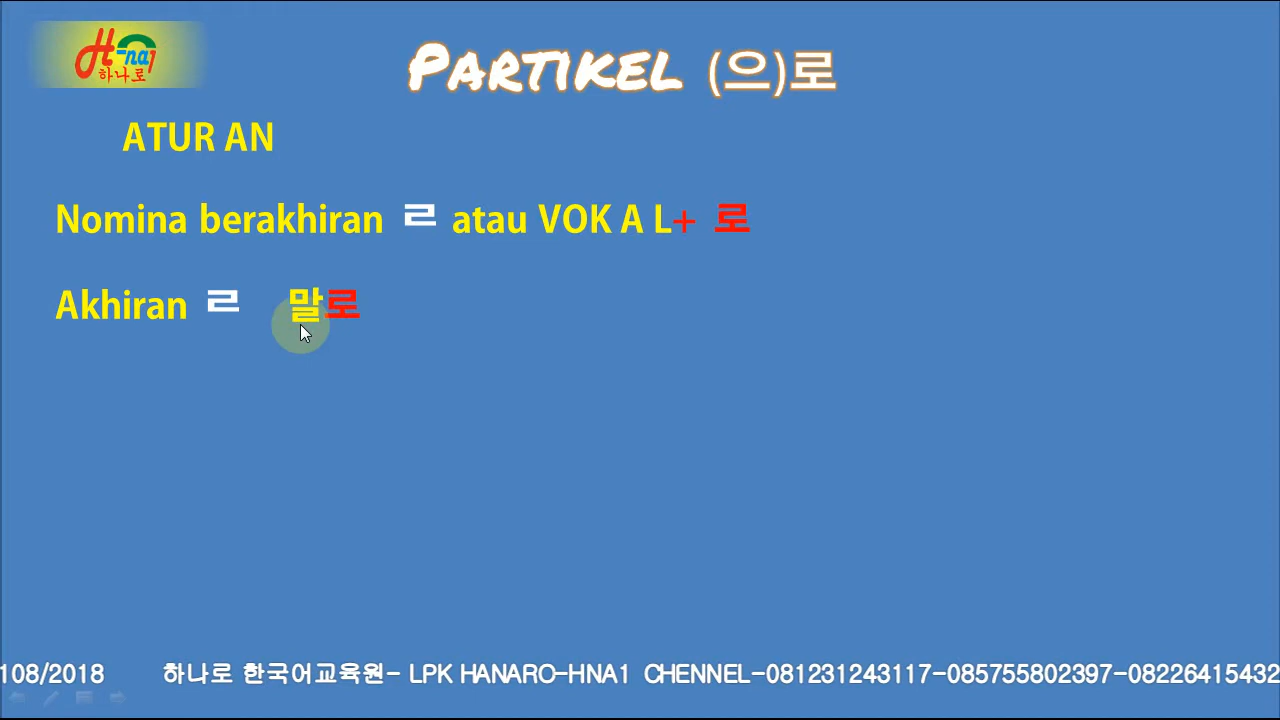 H-na1
하나로
PARTIKEL (으)로
ATUR AN
Nomina berakhiran ㄹ atau VOK A L+ 로
Akhiran ㄹ 말로
108/2018 하나로 한국어교육원- LPK HANARO-HNA1 CHENNEL-081231243117-085755802397-08226415432